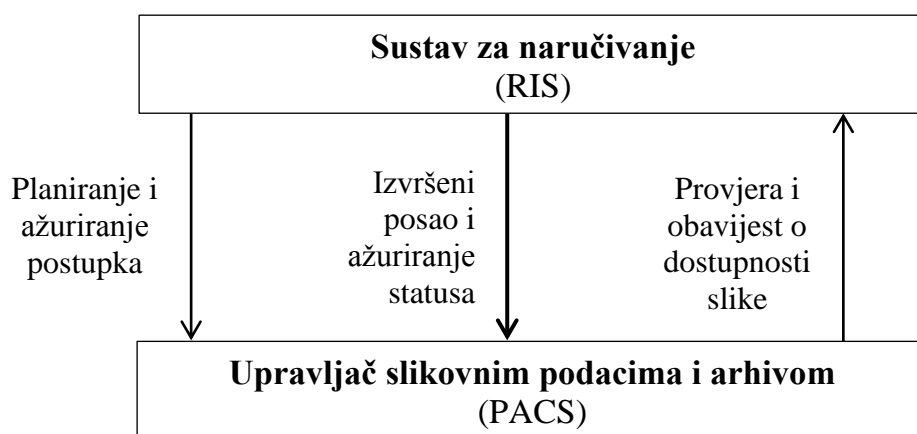 Sustav za naručivanje
(RIS)
Planiranje i
ažuriranje
postupka
Izvršeni
posao i
ažuriranje
statusa
Provjera i
obavijest o
dostupnosti
slike
Upravljač slikovnim podacima i arhivom
(PACS)